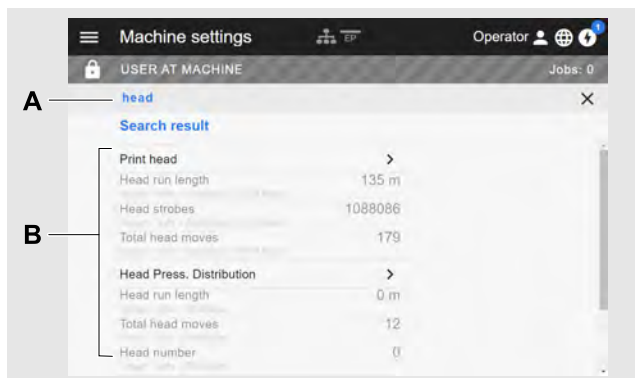 Machine settings EP Operator 1
USER AT MACHINE Jobs: 0
A head
Search result
Print head
Head run length 135 m
Head strobes 1088086
Total head moves 179
B
Head Press. Distribution
Head run length 0 m
Total head moves 12
Head number 0